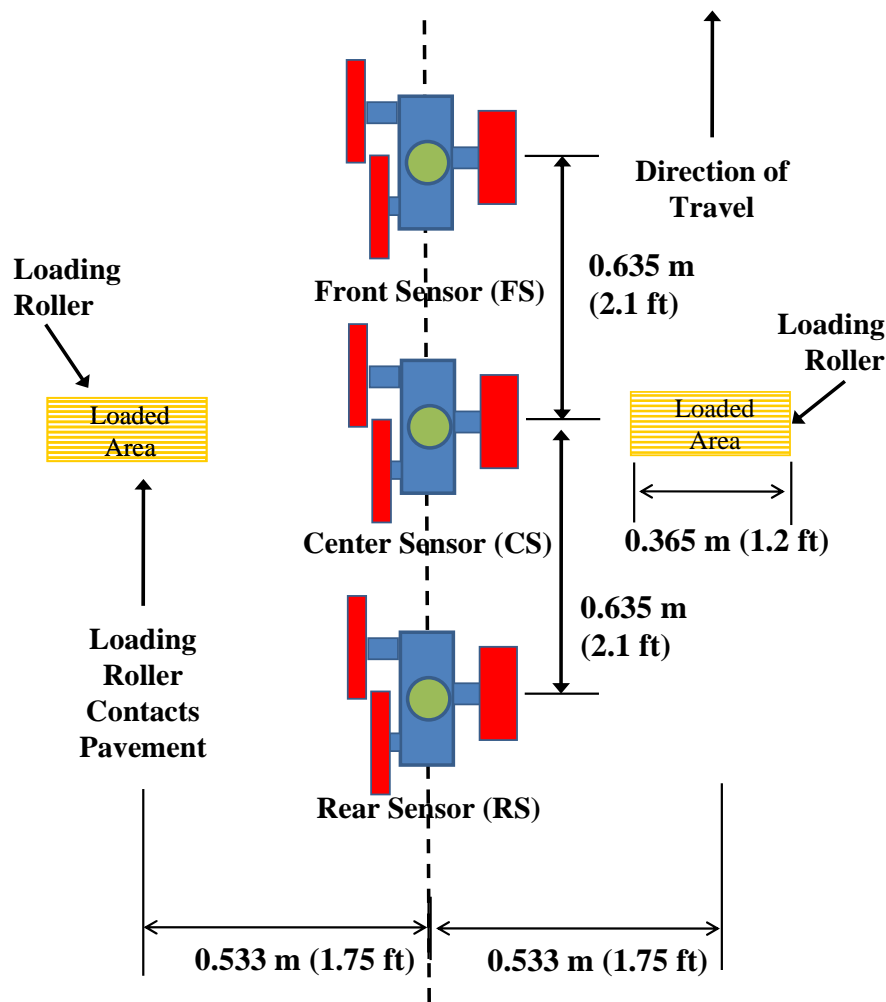 Direction of
Travel
Loading
Roller
Front Sensor (FS)
0.635 m
(2.1 ft)
Loading
Roller
Loaded
Area
Loaded
Area
Center Sensor (CS)
0.365 m (1.2 ft)
0.635 m
(2.1 ft)
Loading
Roller
Contacts
Pavement
Rear Sensor (RS)
0.533 m (1.75 ft)
0.533 m (1.75 ft)